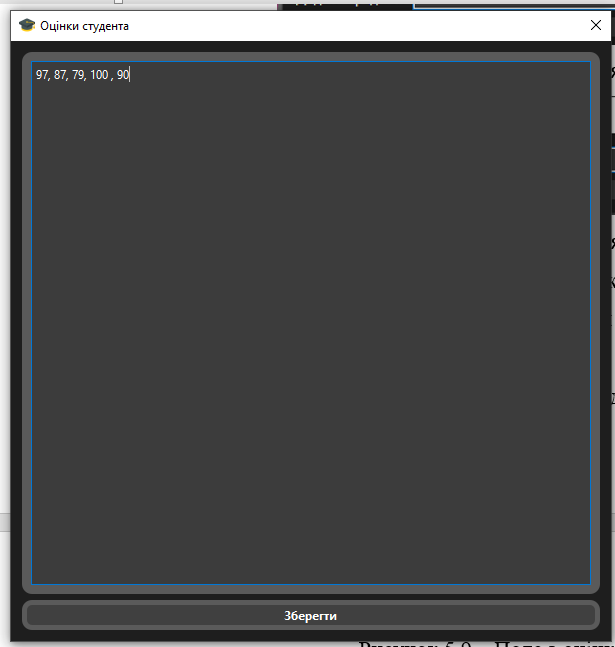 Оцінки студента
97, 87, 79, 100 , 90
Зберегти